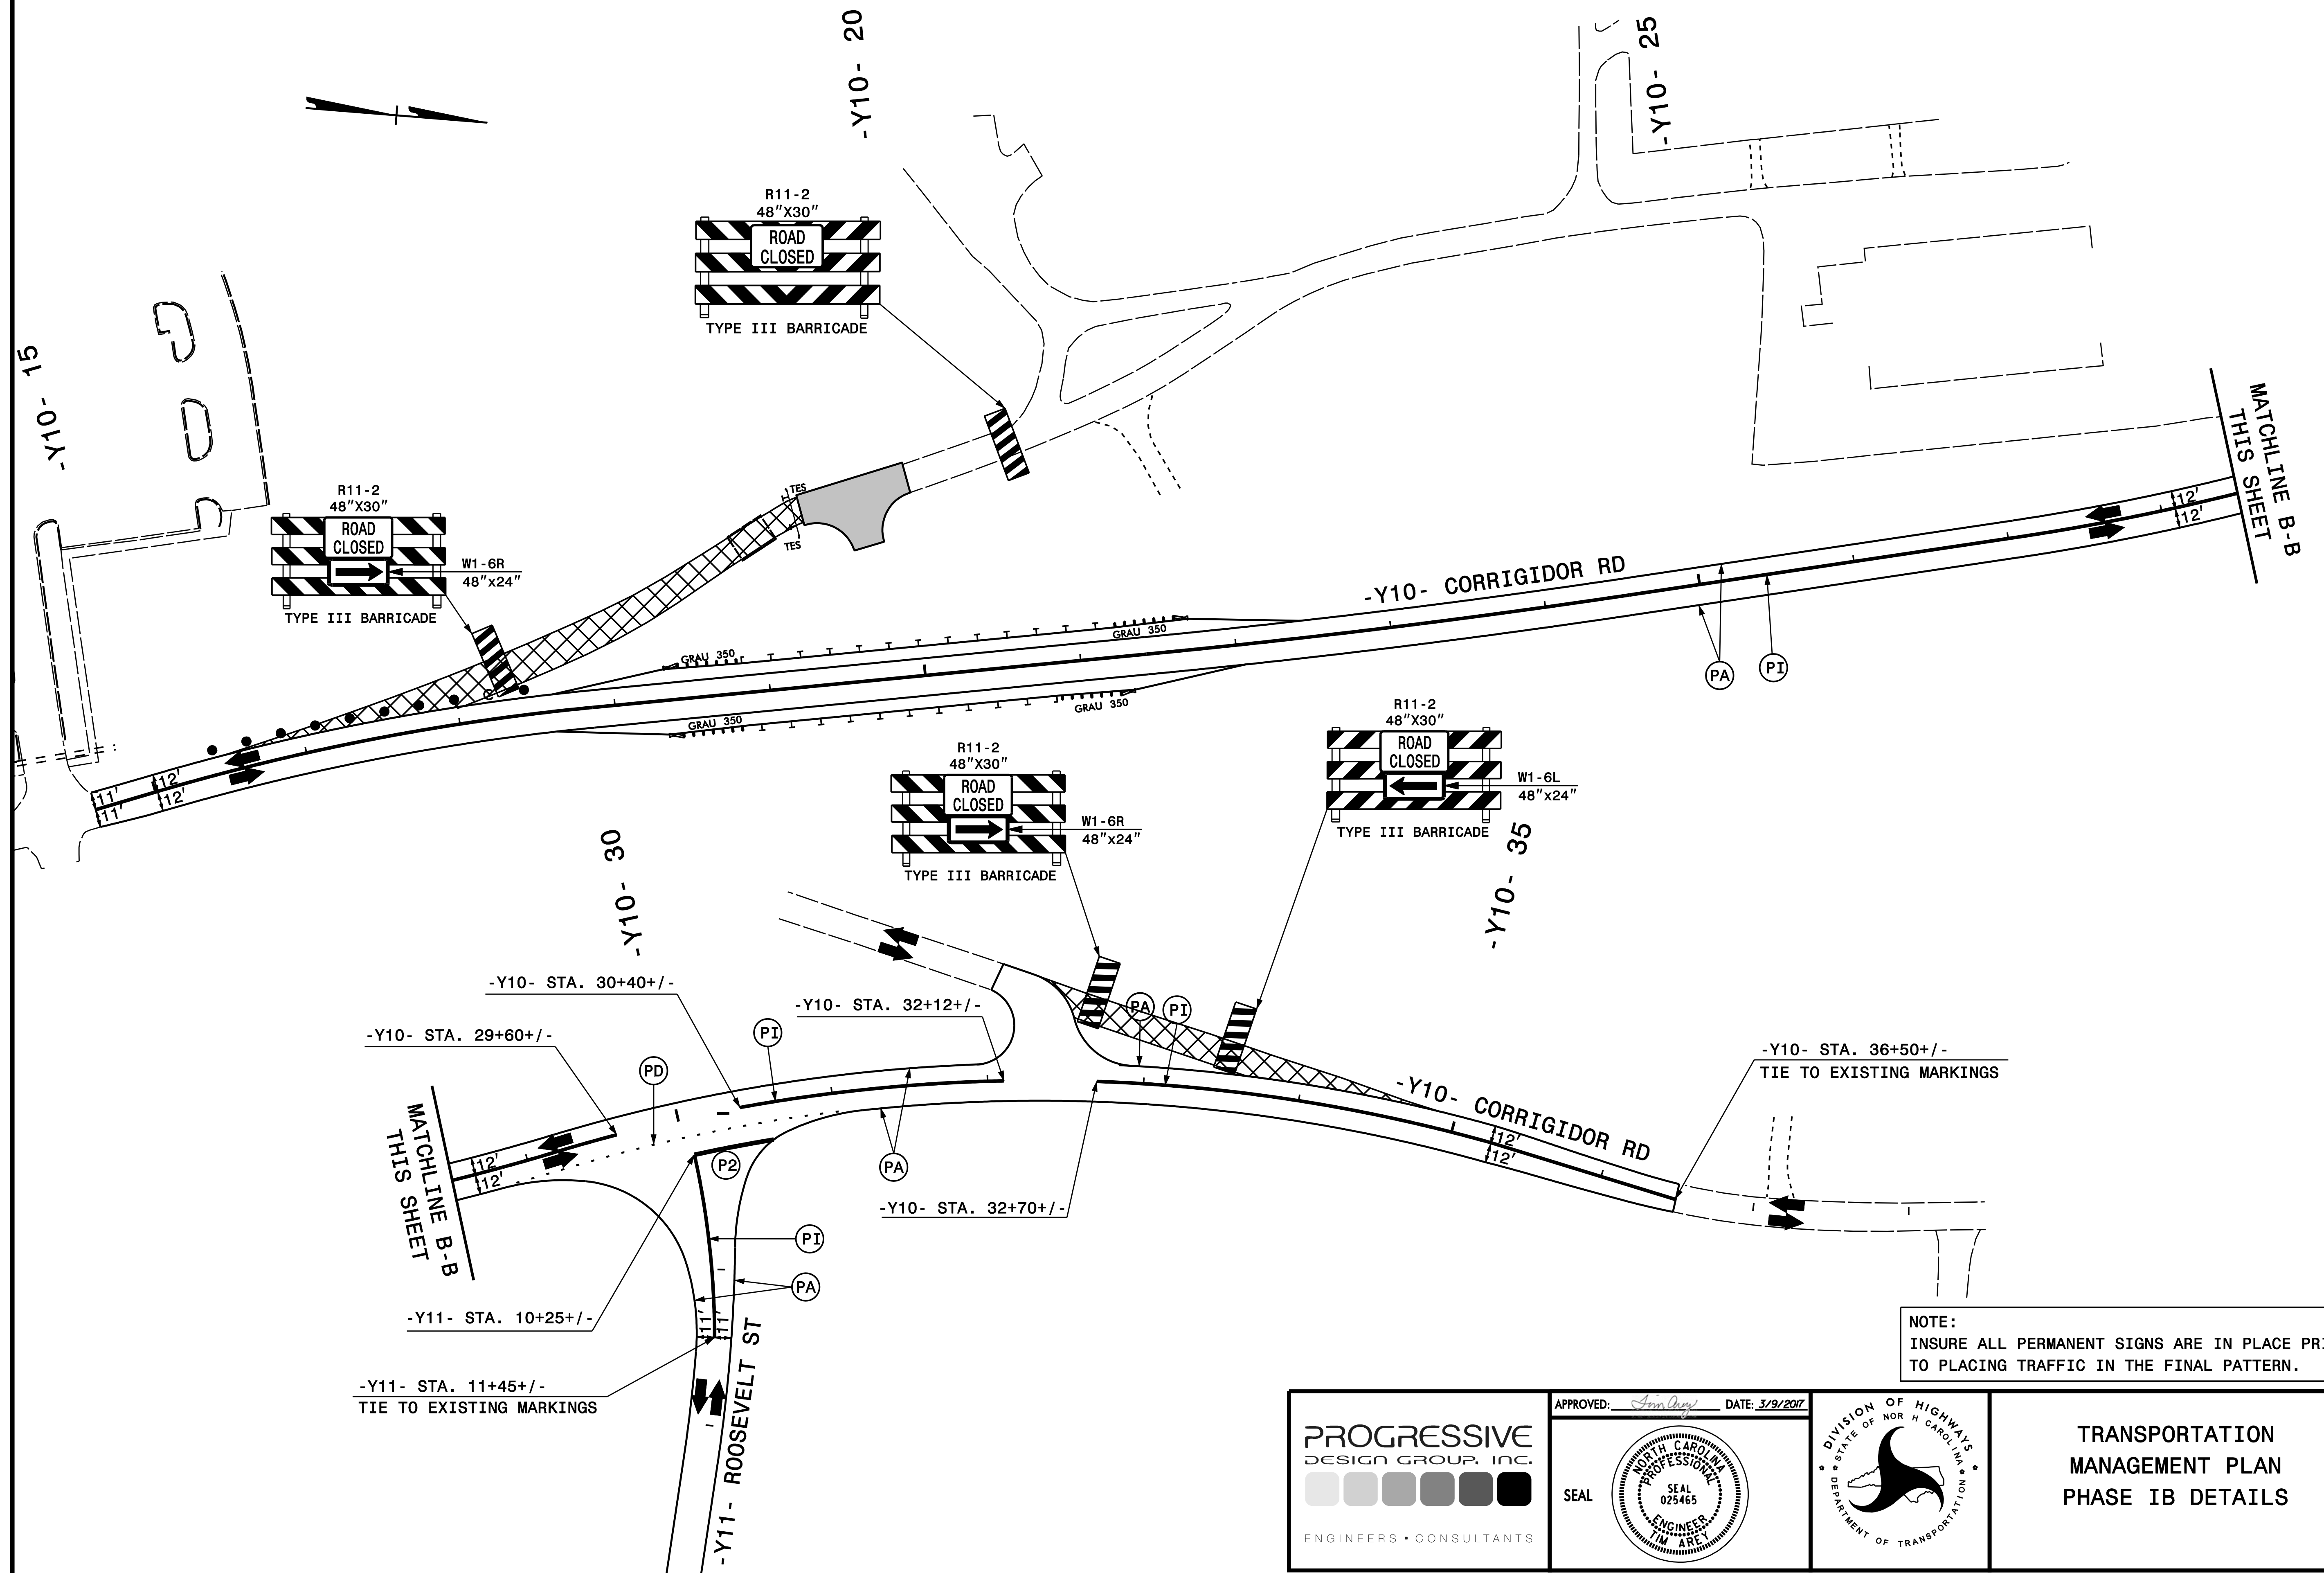 -Y10- 20
-Y10- 25
R11-2
48"X30"
ROAD
CLOSED
TYPE III BARRICADE
-Y10- 15
R11-2
48"X30"
ROAD
CLOSED
W1-6R
48"x24"
TYPE III BARRICADE
TES
TES
MATCHLINE B-B
THIS SHEET
12'
12'
-Y10- CORRIGIDOR RD
GRAU 350
GRAU 350
GRAU 350
GRAU 350
PA
PI
11'
11'
12'
12'
R11-2
48"X30"
ROAD
CLOSED
W1-6R
48"x24"
TYPE III BARRICADE
R11-2
48"X30"
ROAD
CLOSED
W1-6L
48"x24"
TYPE III BARRICADE
-Y10- 30
-Y10- 35
-Y10- STA. 30+40+/-
-Y10- STA. 32+12+/-
-Y10- STA. 29+60+/-
PI
PD
PA
PI
-Y10- STA. 36+50+/-
TIE TO EXISTING MARKINGS
-Y10- CORRIGIDOR RD
12'
12'
MATCHLINE B-B
THIS SHEET
12'
12'
P2
PA
-Y10- STA. 32+70+/-
PI
PA
-Y11- STA. 10+25+/-
11'
11'
-Y11- STA. 11+45+/-
TIE TO EXISTING MARKINGS
-Y11- ROOSEVELT ST
NOTE:
INSURE ALL PERMANENT SIGNS ARE IN PLACE PRI
TO PLACING TRAFFIC IN THE FINAL PATTERN.
PROGRESSIVE
DESIGN GROUP, INC.
ENGINEERS • CONSULTANTS
APPROVED: Tim Arey DATE: 3/9/2017
SEAL
NORTH CAROLINA
PROFESSIONAL
SEAL
025465
ENGINEER
TIM AREY
DIVISION OF HIGHWAYS
STATE OF NOR H CAROLINA
DEPARTMENT OF TRANSPORTATION
TRANSPORTATION
MANAGEMENT PLAN
PHASE IB DETAILS